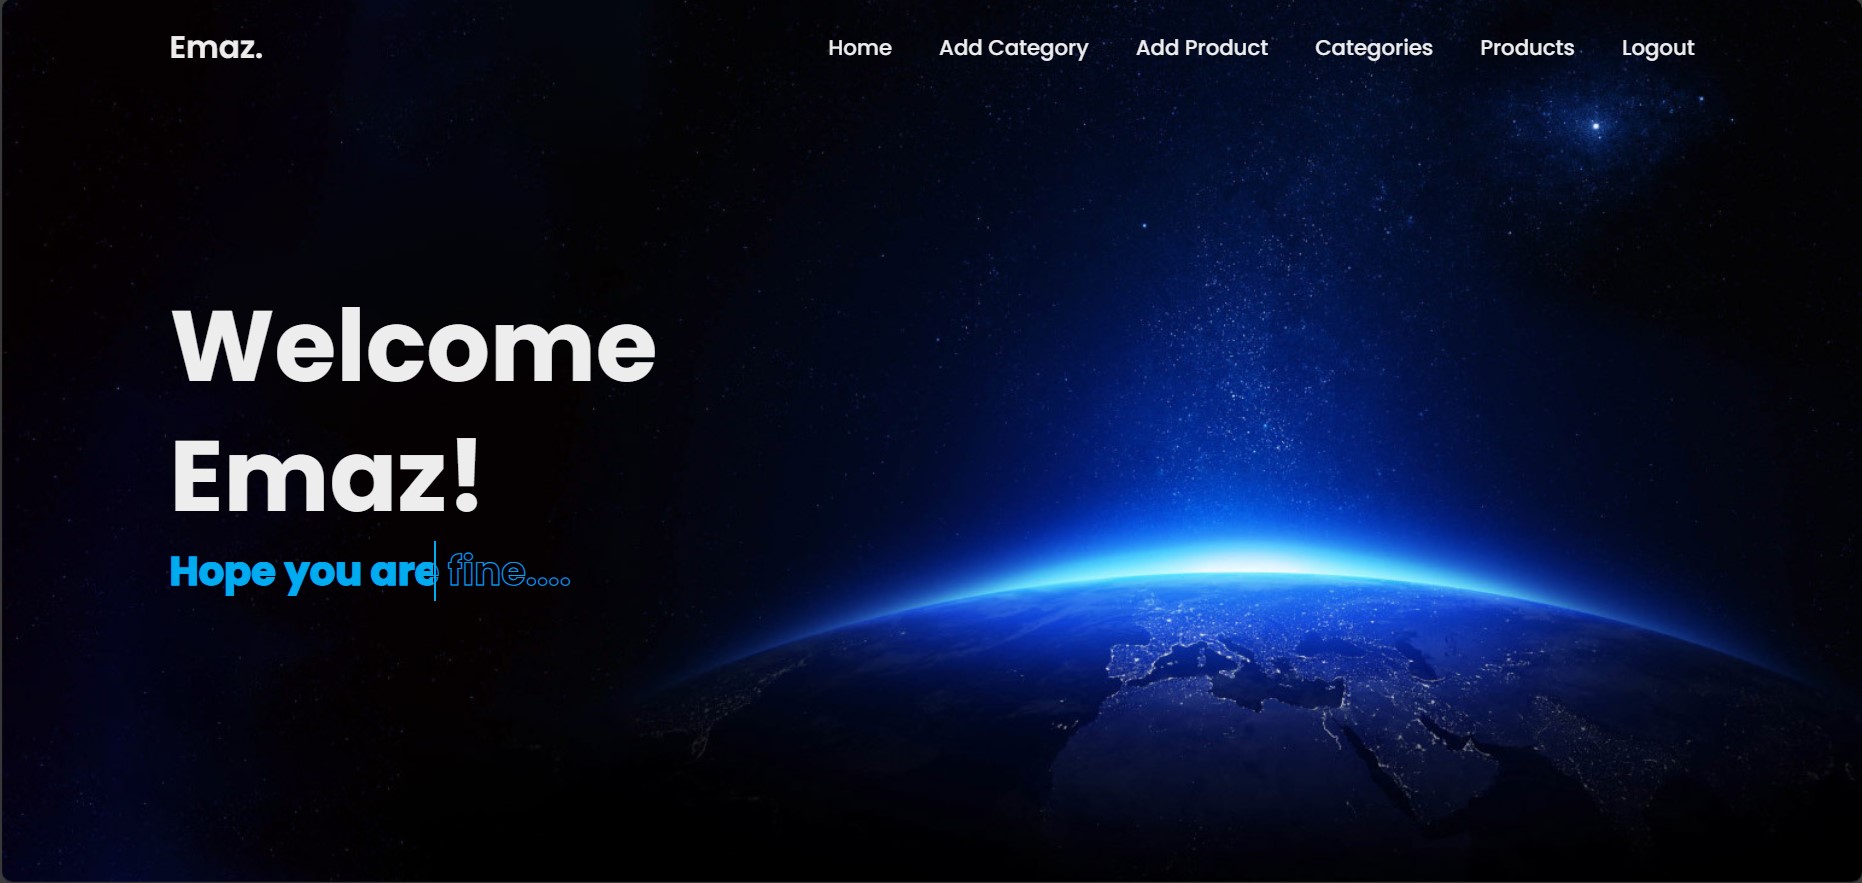 Emaz.
Home Add Category Add Product Categories Products Logout
Welcome
Emaz!
Hope you are fine....